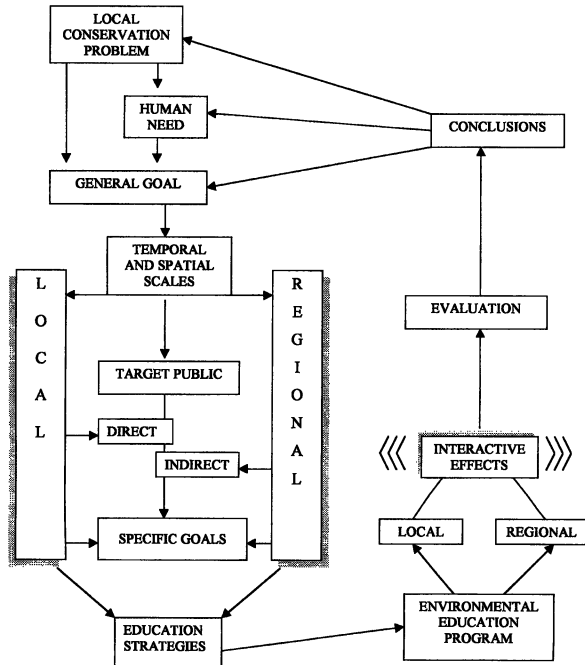 LOCAL
CONSERVATION
PROBLEM
HUMAN
NEED
CONCLUSIONS
GENERAL GOAL
TEMPORAL
AND SPATIAL
SCALES
L
O
C
A
L
R
E
G
I
O
N
A
L
EVALUATION
TARGET PUBLIC
DIRECT
INDIRECT
INTERACTIVE
EFFECTS
SPECIFIC GOALS
LOCAL
REGIONAL
EDUCATION
STRATEGIES
ENVIRONMENTAL
EDUCATION
PROGRAM